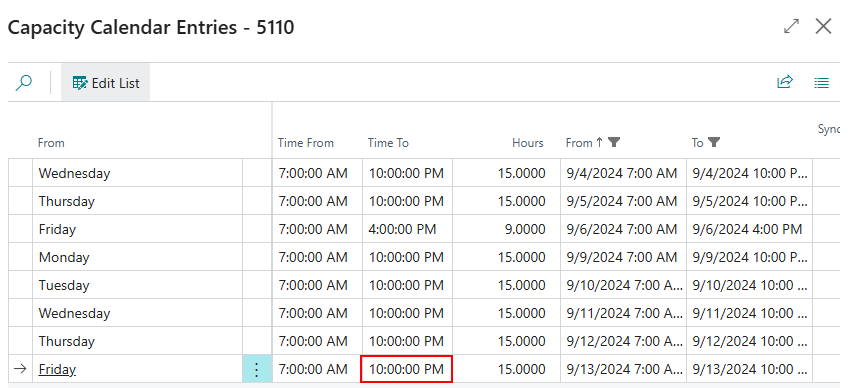 Capacity Calendar Entries - 5110
Edit List
Sync
From Time From Time To Hours From To
Wednesday 7:00:00 AM 10:00:00 PM 15.0000 9/4/2024 7:00 AM 9/4/2024 10:00 P...
Thursday 7:00:00 AM 10:00:00 PM 15.0000 9/5/2024 7:00 AM 9/5/2024 10:00 P...
Friday 7:00:00 AM 4:00:00 PM 9.0000 9/6/2024 7:00 AM 9/6/2024 4:00 PM
Monday 7:00:00 AM 10:00:00 PM 15.0000 9/9/2024 7:00 AM 9/9/2024 10:00 P...
Tuesday 7:00:00 AM 10:00:00 PM 15.0000 9/10/2024 7:00 A... 9/10/2024 10:00 ...
Wednesday 7:00:00 AM 10:00:00 PM 15.0000 9/11/2024 7:00 A... 9/11/2024 10:00 ...
Thursday 7:00:00 AM 10:00:00 PM 15.0000 9/12/2024 7:00 A... 9/12/2024 10:00 ...
Friday 7:00:00 AM 10:00:00 PM 15.0000 9/13/2024 7:00 A... 9/13/2024 10:00 ...